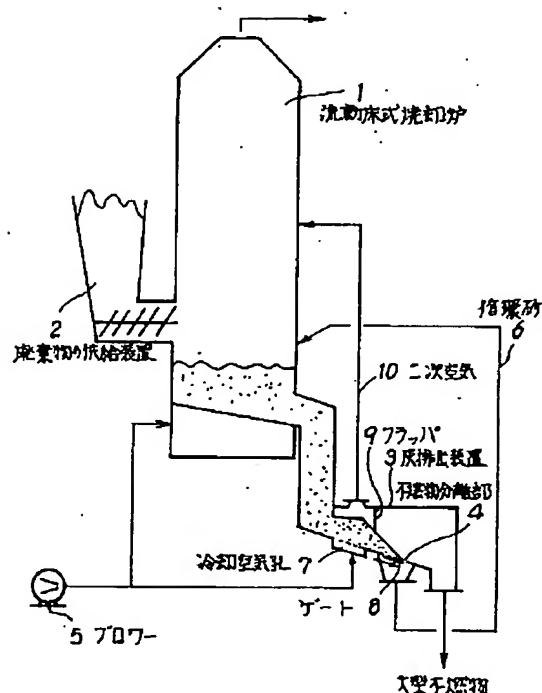 1
流動床式焼却炉
2
廃棄物の供給装置
循環砂
6
10 二次空気
9 フラッパ
3 灰排出装置
不燃物分離部
4
冷却空気孔 7
ゲート 8
5 ブロワー
大型不燃物